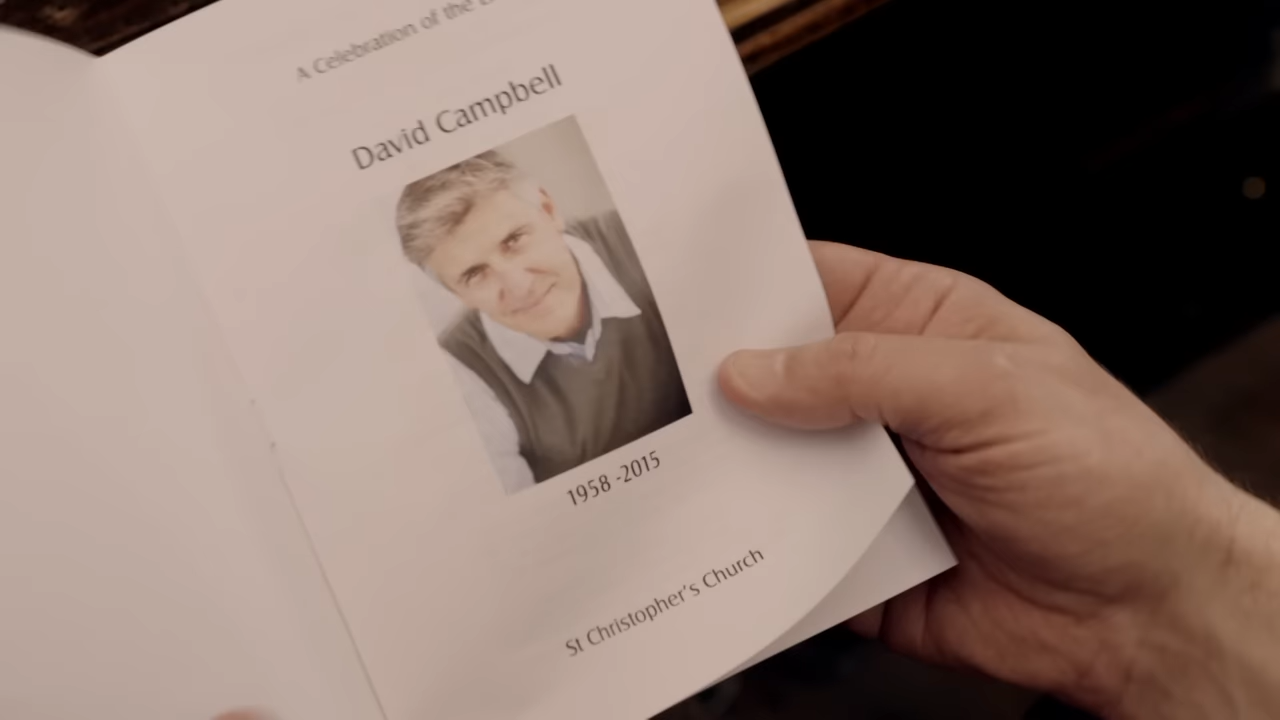 A Celebration of the
David Campbell
1958 -2015
St Christopher's Church